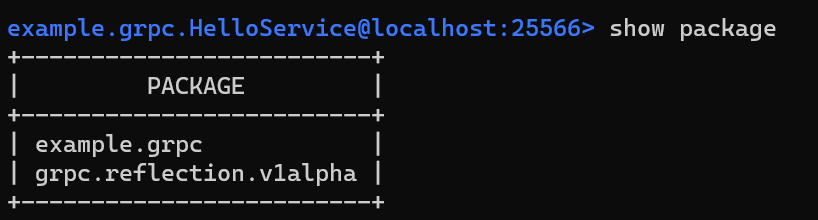 example.grpc.HelloService@localhost:25566> show package
+-------------------------+
|         PACKAGE         |
+-------------------------+
| example.grpc            |
| grpc.reflection.v1alpha |
+-------------------------+